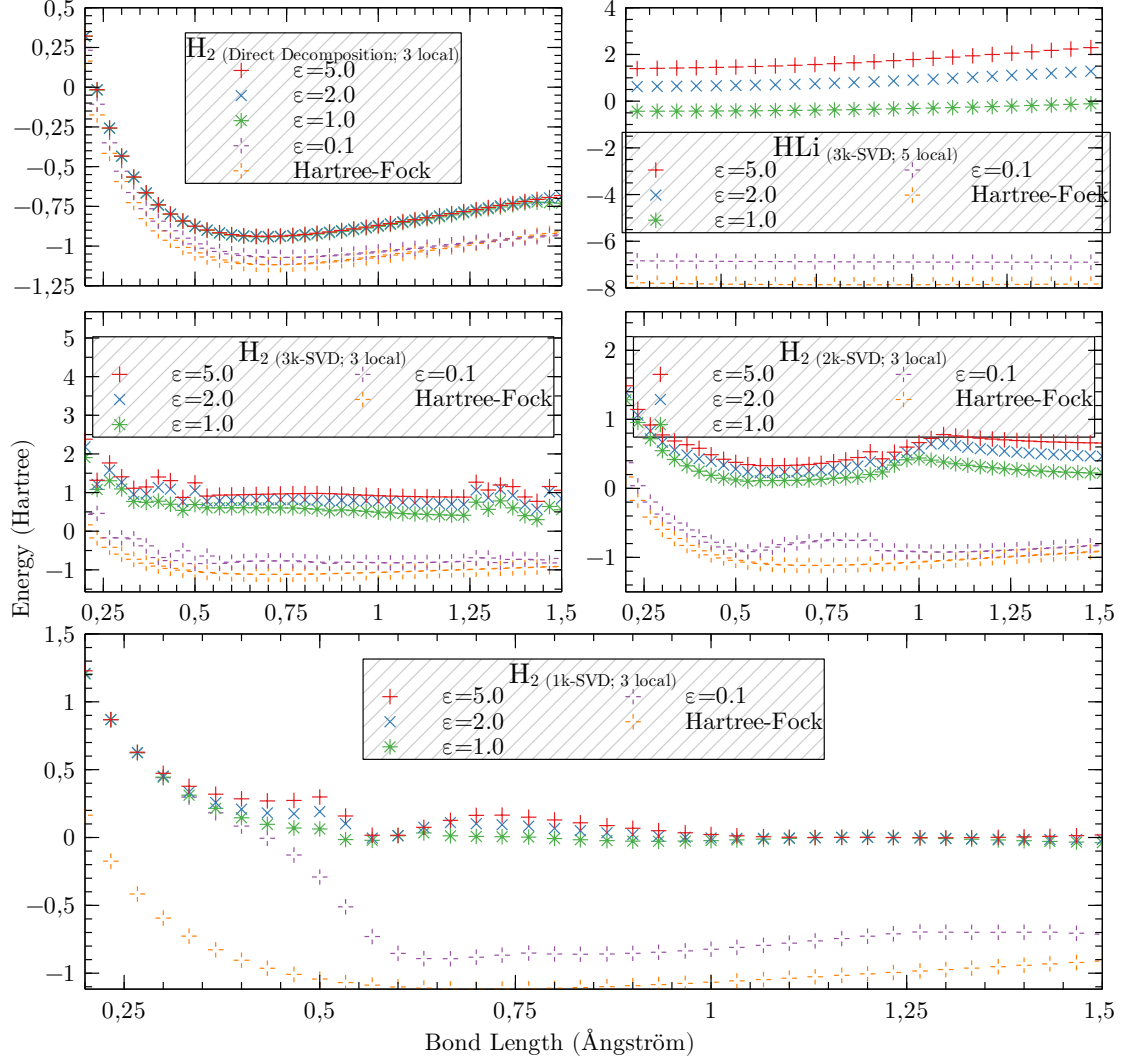 0,5
0,25
0
−0,25
−0,5
−0,75
−1
−1,25
H2 (Direct Decomposition; 3 local)
ε=5.0
ε=2.0
ε=1.0
ε=0.1
Hartree-Fock
4
2
0
−2
−4
−6
−8
HLi (3k-SVD; 5 local)
ε=5.0
ε=2.0
ε=1.0
ε=0.1
Hartree-Fock
5
4
3
2
1
0
−1
H2 (3k-SVD; 3 local)
ε=5.0
ε=2.0
ε=1.0
ε=0.1
Hartree-Fock
0,25 0,5 0,75 1 1,25 1,5
2
1
0
−1
H2 (2k-SVD; 3 local)
ε=5.0
ε=2.0
ε=1.0
ε=0.1
Hartree-Fock
0,25 0,5 0,75 1 1,25 1,5
Energy (Hartree)
1,5
1
0,5
0
−0,5
−1
H2 (1k-SVD; 3 local)
ε=5.0
ε=2.0
ε=1.0
ε=0.1
Hartree-Fock
0,25 0,5 0,75 1 1,25 1,5
Bond Length (Ångström)